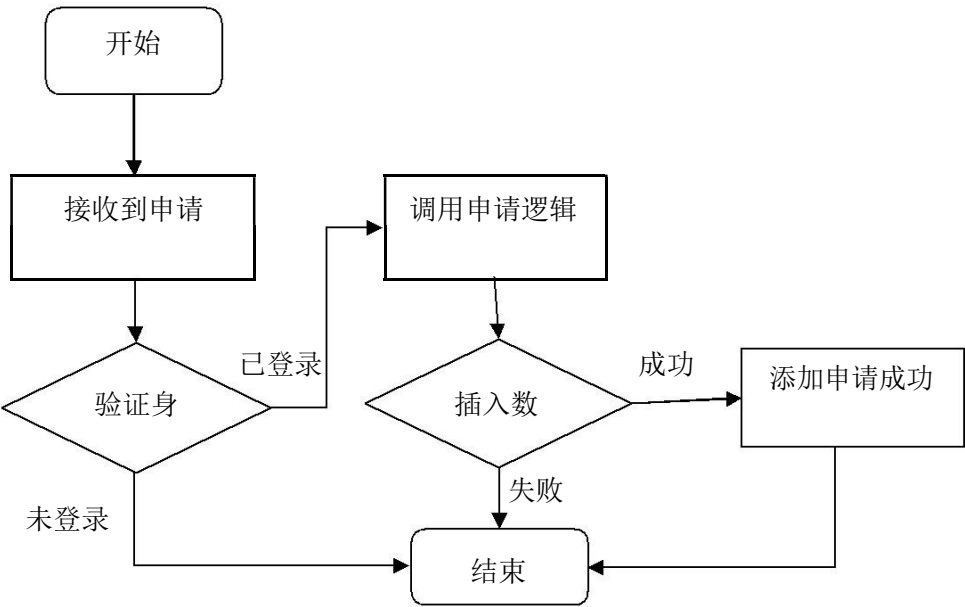 开始
接收到申请
调用申请逻辑
已登录
成功
添加申请成功
验证身
插入数
失败
未登录
结束